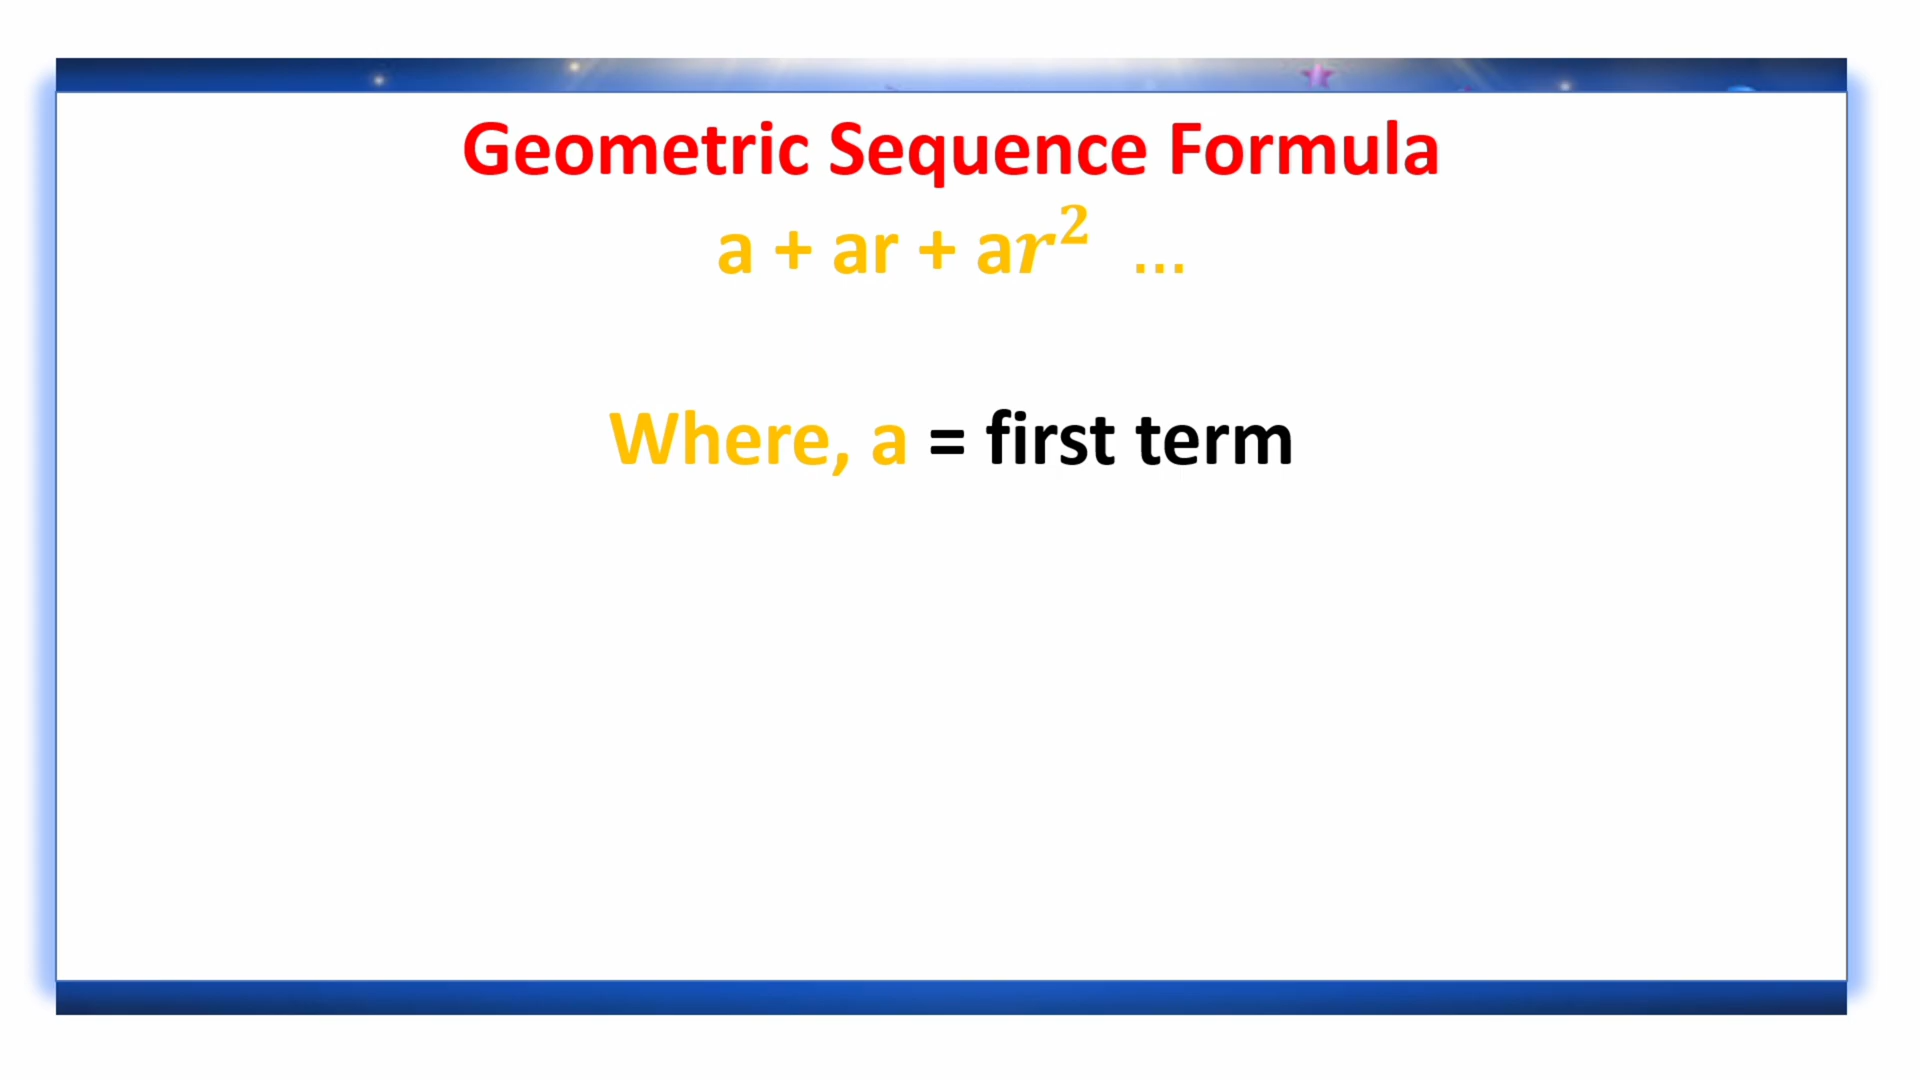 Geometric Sequence Formula
a + ar + ar² ...
Where, a = first term